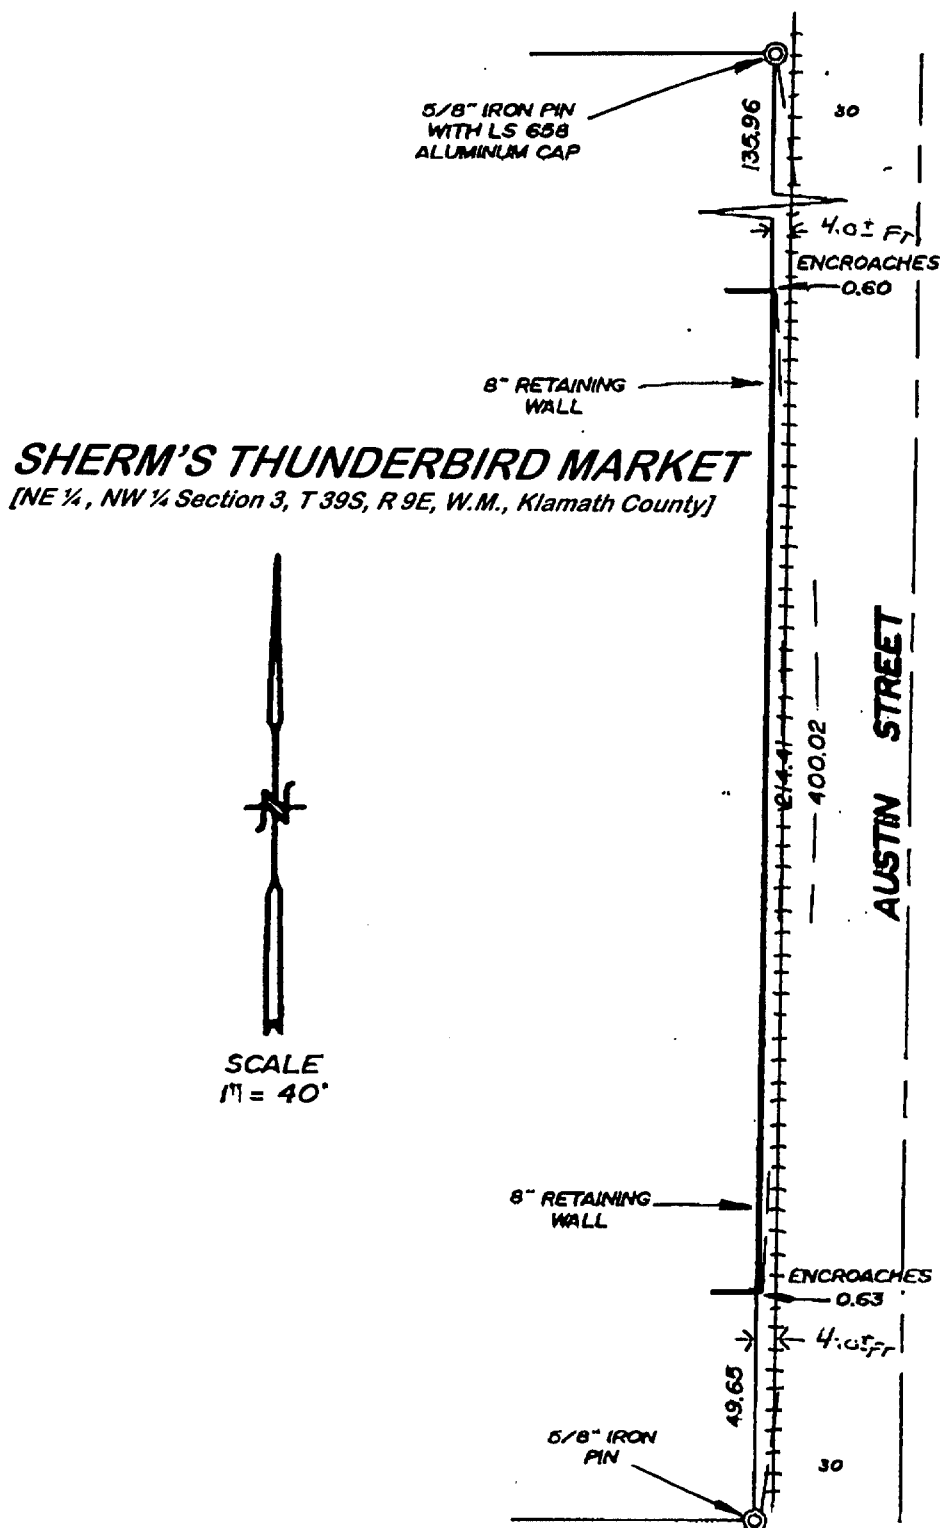 5/8" IRON PIN
WITH LS 658
ALUMINUM CAP
135.96
30
4.0± FT
ENCROACHES
0.60
8" RETAINING
WALL
SHERM'S THUNDERBIRD MARKET
[NE ¼, NW ¼ Section 3, T 39S, R 9E, W.M., Klamath County]
214.41
400.02
AUSTIN STREET
N
SCALE
1" = 40'
8" RETAINING
WALL
ENCROACHES
0.63
4.0± FT
49.65
5/8" IRON
PIN
30